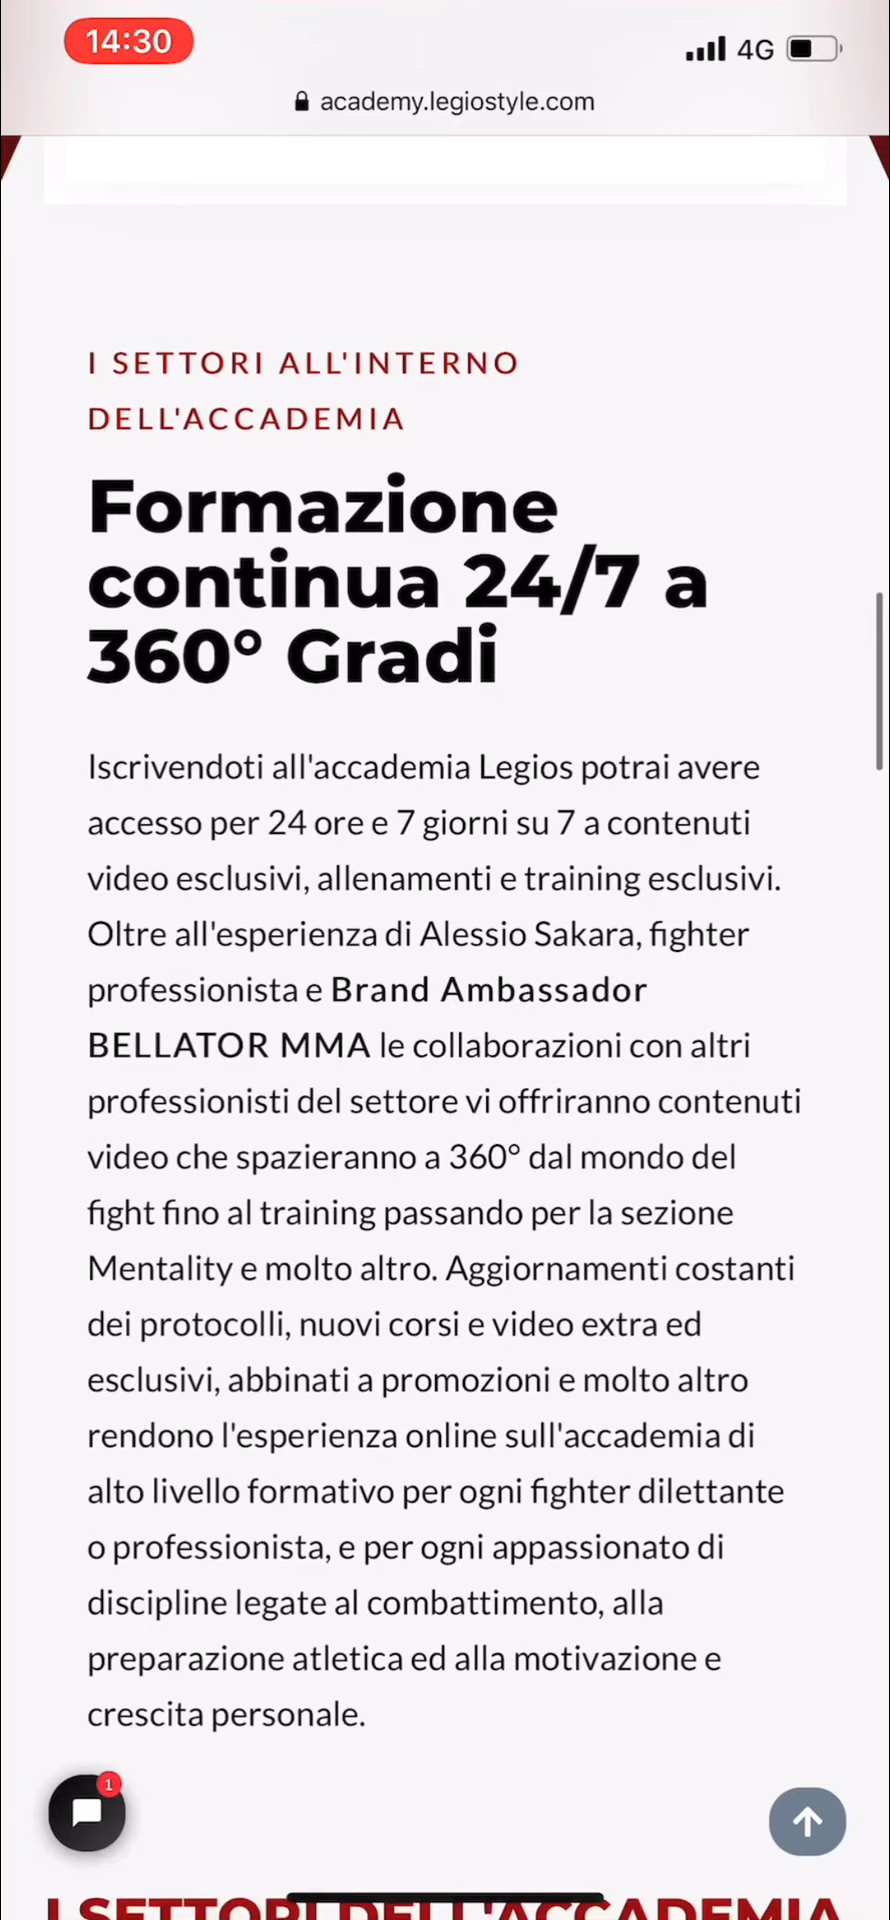 14:30
4G
academy.legiostyle.com
I SETTORI ALL'INTERNO
DELL'ACCADEMIA
Formazione
continua 24/7 a
360° Gradi
Iscrivendoti all'accademia Legios potrai avere
accesso per 24 ore e 7 giorni su 7 a contenuti
video esclusivi, allenamenti e training esclusivi.
Oltre all'esperienza di Alessio Sakara, fighter
professionista e Brand Ambassador
BELLATOR MMA le collaborazioni con altri
professionisti del settore vi offriranno contenuti
video che spazieranno a 360° dal mondo del
fight fino al training passando per la sezione
Mentality e molto altro. Aggiornamenti costanti
dei protocolli, nuovi corsi e video extra ed
esclusivi, abbinati a promozioni e molto altro
rendono l'esperienza online sull'accademia di
alto livello formativo per ogni fighter dilettante
o professionista, e per ogni appassionato di
discipline legate al combattimento, alla
preparazione atletica ed alla motivazione e
crescita personale.
1
I SETTORI DELL'ACCADEMIA